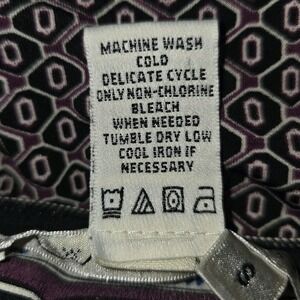 MACHINE WASH
COLD
DELICATE CYCLE
ONLY NON-CHLORINE
BLEACH
WHEN NEEDED
TUMBLE DRY LOW
COOL IRON IF
NECESSARY
S